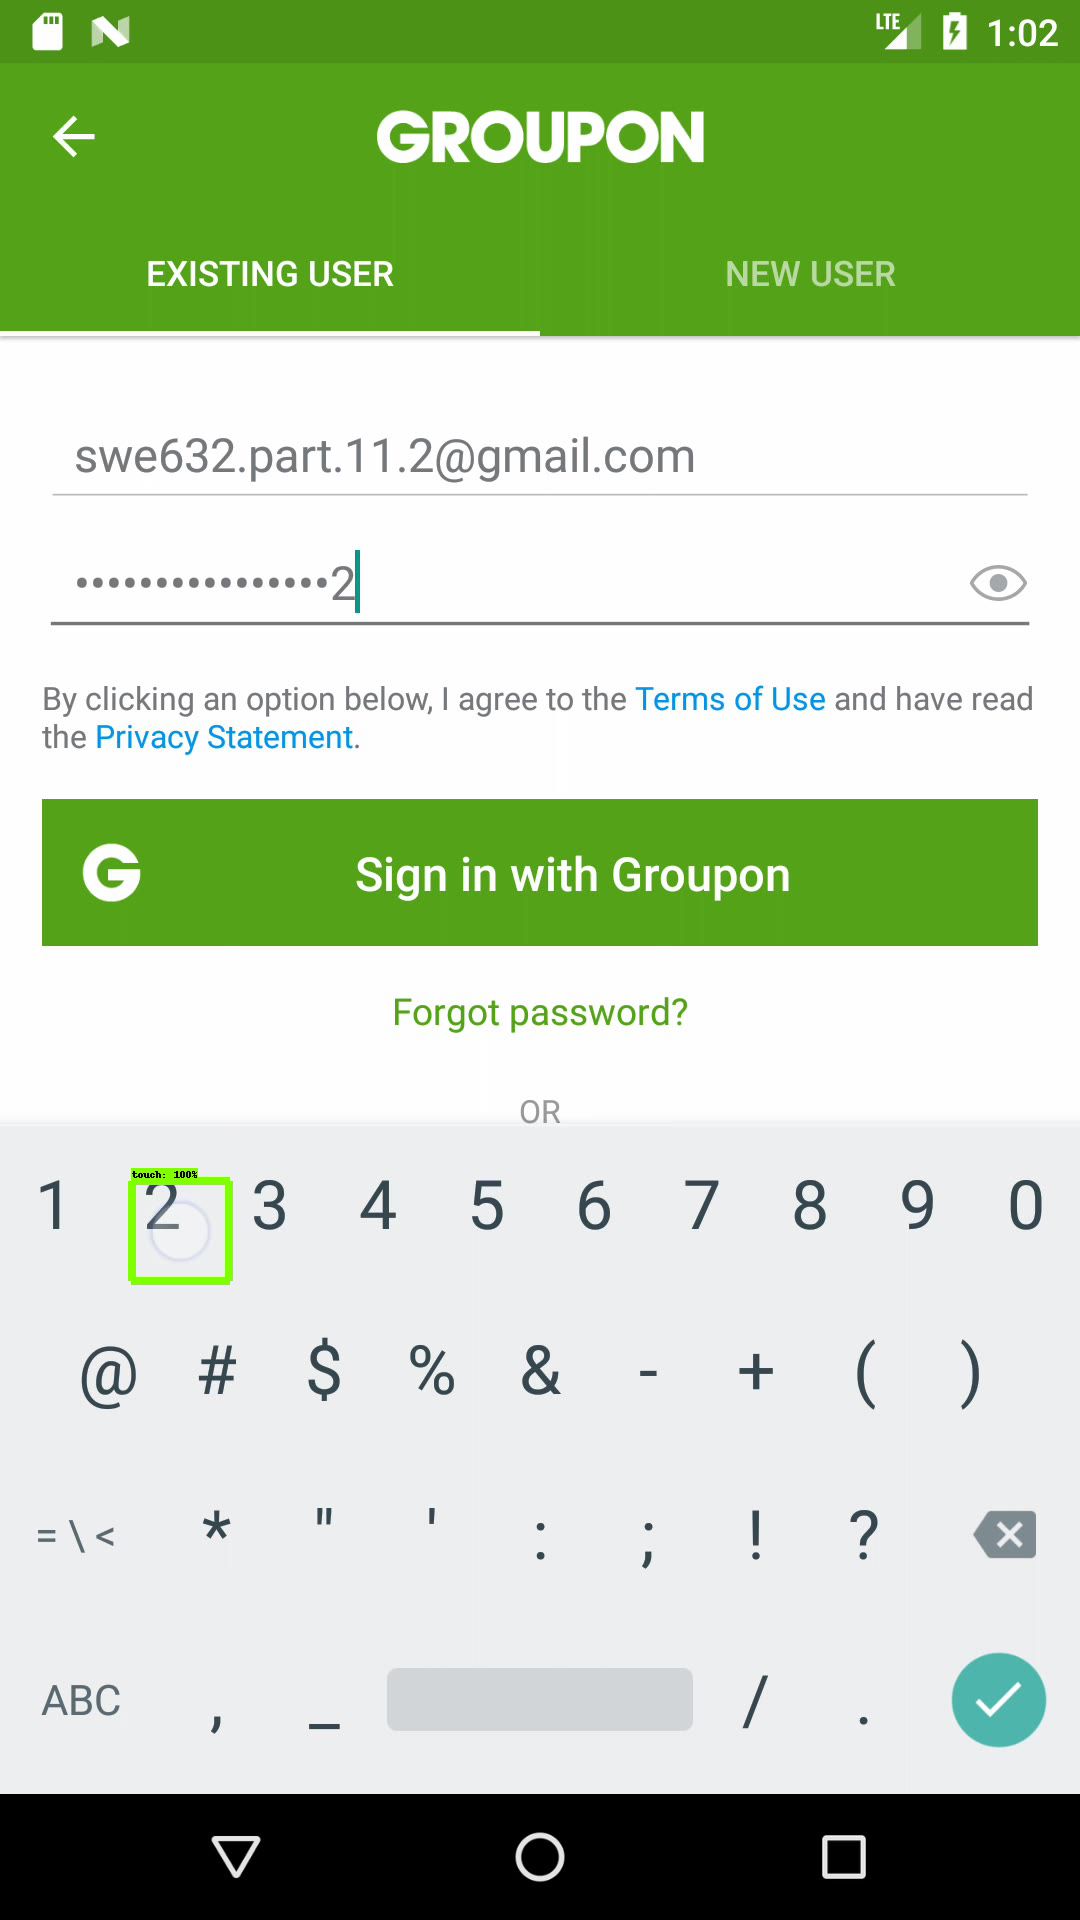 LTE 1:02
GROUPON
EXISTING USER NEW USER
swe632.part.11.2@gmail.com
••••••••••••••••2
By clicking an option below, I agree to the Terms of Use and have read
the Privacy Statement.
G Sign in with Groupon
Forgot password?
OR
touch: 100%
1 2 3 4 5 6 7 8 9 0
@ # $ % & - + ( )
= \ < * " ' : ; ! ?
ABC , _ / .